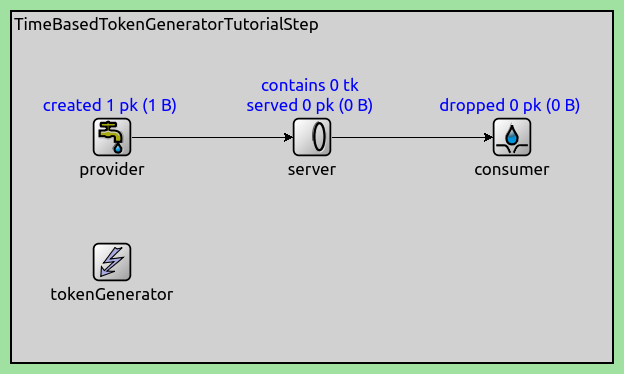 TimeBasedTokenGeneratorTutorialStep
contains 0 tk
created 1 pk (1 B) served 0 pk (0 B) dropped 0 pk (0 B)
provider server consumer
tokenGenerator